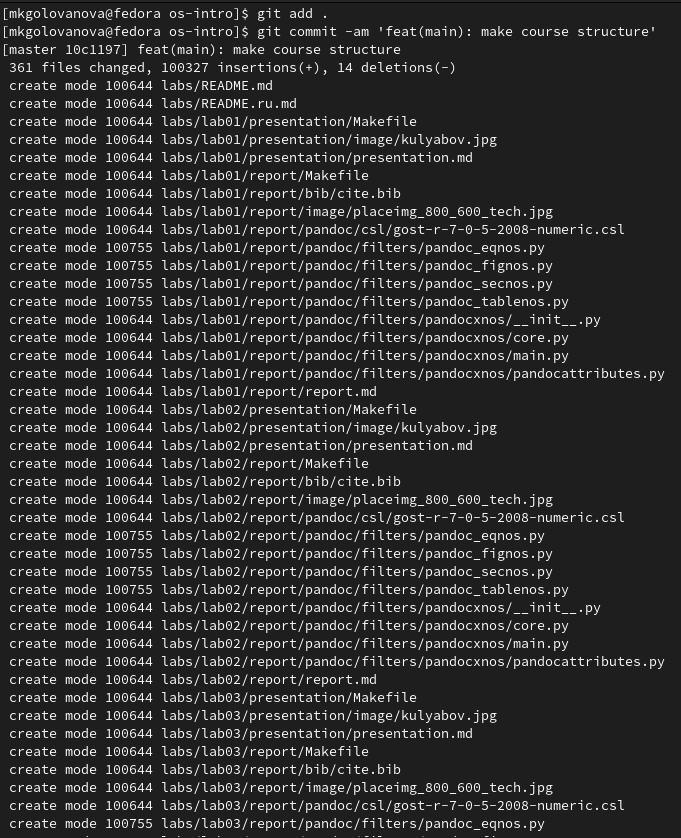 [mkgolovanova@fedora os-intro]$ git add .
[mkgolovanova@fedora os-intro]$ git commit -am 'feat(main): make course structure'
[master 10c1197] feat(main): make course structure
 361 files changed, 100327 insertions(+), 14 deletions(-)
 create mode 100644 labs/README.md
 create mode 100644 labs/README.ru.md
 create mode 100644 labs/lab01/presentation/Makefile
 create mode 100644 labs/lab01/presentation/image/kulyabov.jpg
 create mode 100644 labs/lab01/presentation/presentation.md
 create mode 100644 labs/lab01/report/Makefile
 create mode 100644 labs/lab01/report/bib/cite.bib
 create mode 100644 labs/lab01/report/image/placeimg_800_600_tech.jpg
 create mode 100644 labs/lab01/report/pandoc/csl/gost-r-7-0-5-2008-numeric.csl
 create mode 100755 labs/lab01/report/pandoc/filters/pandoc_eqnos.py
 create mode 100755 labs/lab01/report/pandoc/filters/pandoc_fignos.py
 create mode 100755 labs/lab01/report/pandoc/filters/pandoc_secnos.py
 create mode 100755 labs/lab01/report/pandoc/filters/pandoc_tablenos.py
 create mode 100644 labs/lab01/report/pandoc/filters/pandocxnos/__init__.py
 create mode 100644 labs/lab01/report/pandoc/filters/pandocxnos/core.py
 create mode 100644 labs/lab01/report/pandoc/filters/pandocxnos/main.py
 create mode 100644 labs/lab01/report/pandoc/filters/pandocxnos/pandocattributes.py
 create mode 100644 labs/lab01/report/report.md
 create mode 100644 labs/lab02/presentation/Makefile
 create mode 100644 labs/lab02/presentation/image/kulyabov.jpg
 create mode 100644 labs/lab02/presentation/presentation.md
 create mode 100644 labs/lab02/report/Makefile
 create mode 100644 labs/lab02/report/bib/cite.bib
 create mode 100644 labs/lab02/report/image/placeimg_800_600_tech.jpg
 create mode 100644 labs/lab02/report/pandoc/csl/gost-r-7-0-5-2008-numeric.csl
 create mode 100755 labs/lab02/report/pandoc/filters/pandoc_eqnos.py
 create mode 100755 labs/lab02/report/pandoc/filters/pandoc_fignos.py
 create mode 100755 labs/lab02/report/pandoc/filters/pandoc_secnos.py
 create mode 100755 labs/lab02/report/pandoc/filters/pandoc_tablenos.py
 create mode 100644 labs/lab02/report/pandoc/filters/pandocxnos/__init__.py
 create mode 100644 labs/lab02/report/pandoc/filters/pandocxnos/core.py
 create mode 100644 labs/lab02/report/pandoc/filters/pandocxnos/main.py
 create mode 100644 labs/lab02/report/pandoc/filters/pandocxnos/pandocattributes.py
 create mode 100644 labs/lab02/report/report.md
 create mode 100644 labs/lab03/presentation/Makefile
 create mode 100644 labs/lab03/presentation/image/kulyabov.jpg
 create mode 100644 labs/lab03/presentation/presentation.md
 create mode 100644 labs/lab03/report/Makefile
 create mode 100644 labs/lab03/report/bib/cite.bib
 create mode 100644 labs/lab03/report/image/placeimg_800_600_tech.jpg
 create mode 100644 labs/lab03/report/pandoc/csl/gost-r-7-0-5-2008-numeric.csl
 create mode 100755 labs/lab03/report/pandoc/filters/pandoc_eqnos.py